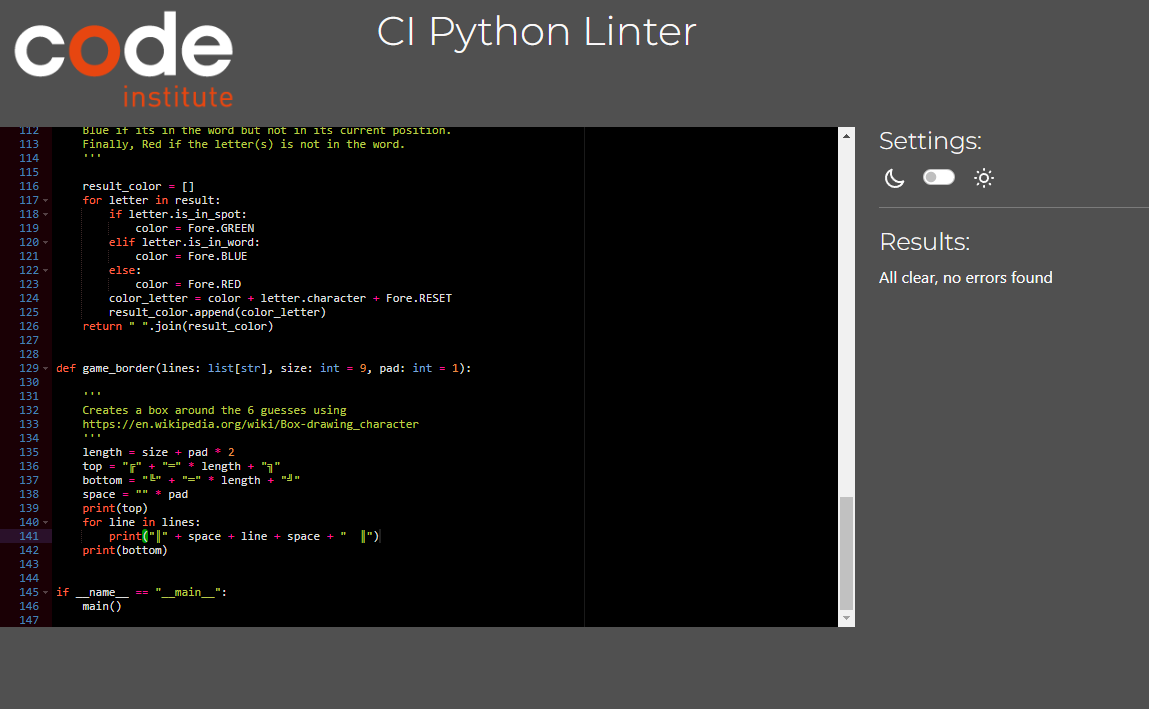 code
institute
CI Python Linter
112 Blue if its in the word but not in its current position.
113 Finally, Red if the letter(s) is not in the word.
114 '''
115
116 result_color = []
117 for letter in result:
118 if letter.is_in_spot:
119 color = Fore.GREEN
120 elif letter.is_in_word:
121 color = Fore.BLUE
122 else:
123 color = Fore.RED
124 color_letter = color + letter.character + Fore.RESET
125 result_color.append(color_letter)
126 return " ".join(result_color)
127
128
129 def game_border(lines: list[str], size: int = 9, pad: int = 1):
130
131 '''
132 Creates a box around the 6 guesses using
133 https://en.wikipedia.org/wiki/Box-drawing_character
134 '''
135 length = size + pad * 2
136 top = "╔" + "═" * length + "╗"
137 bottom = "╚" + "═" * length + "╝"
138 space = "" * pad
139 print(top)
140 for line in lines:
141 print("║" + space + line + space + "  ║")
142 print(bottom)
143
144
145 if __name__ == "__main__":
146 main()
147
Settings:
Results:
All clear, no errors found